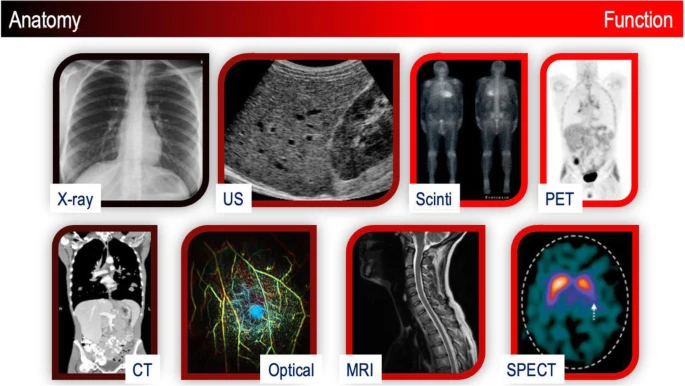 Anatomy Function
X-ray
US
Scinti
PET
CT
Optical
MRI
SPECT